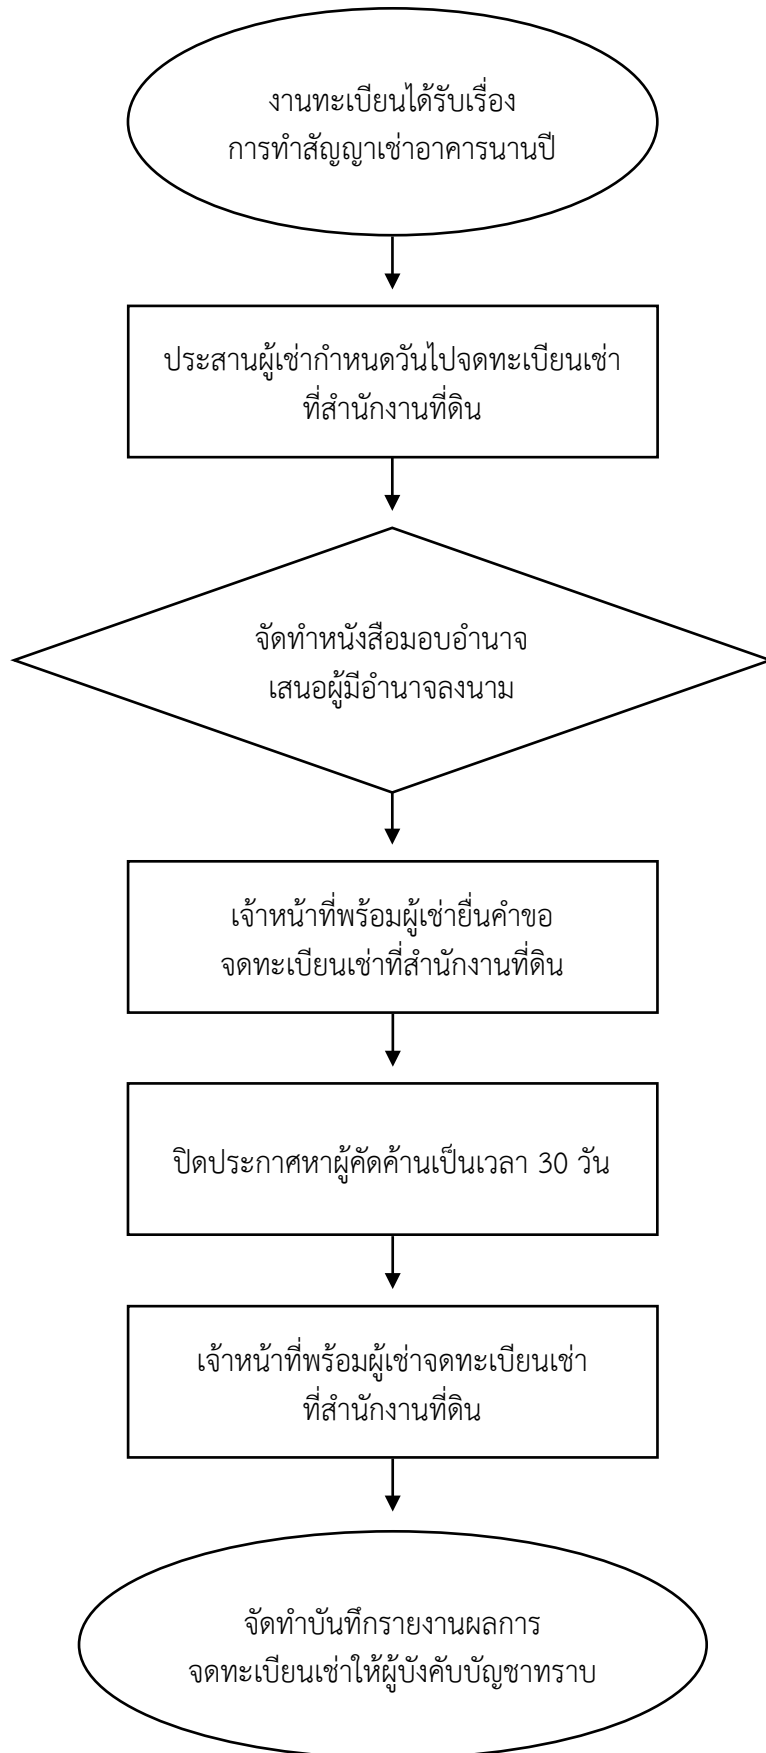 งานทะเบียนได้รับเรื่อง
การทำสัญญาเช่าอาคารนานปี
ประสานผู้เช่ากำหนดวันไปจดทะเบียนเช่า
ที่สำนักงานที่ดิน
จัดทำหนังสือมอบอำนาจ
เสนอผู้มีอำนาจลงนาม
เจ้าหน้าที่พร้อมผู้เช่ายื่นคำขอ
จดทะเบียนเช่าที่สำนักงานที่ดิน
ปิดประกาศหาผู้คัดค้านเป็นเวลา 30 วัน
เจ้าหน้าที่พร้อมผู้เช่าจดทะเบียนเช่า
ที่สำนักงานที่ดิน
จัดทำบันทึกรายงานผลการ
จดทะเบียนเช่าให้ผู้บังคับบัญชาทราบ